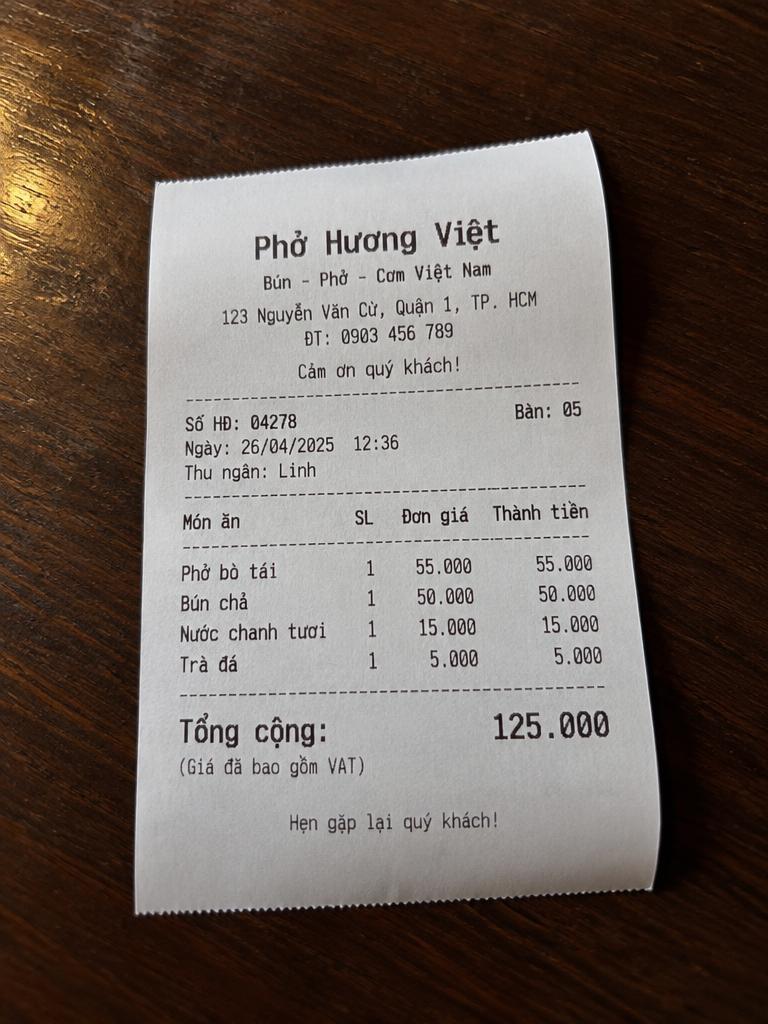 Phở Hương Việt
Bún - Phở - Cơm Việt Nam
123 Nguyễn Văn Cừ, Quận 1, TP. HCM
ĐT: 0903 456 789
Cảm ơn quý khách!
Số HĐ: 04278 Bàn: 05
Ngày: 26/04/2025 12:36
Thu ngân: Linh
Món ăn SL Đơn giá Thành tiền
Phở bò tái 1 55.000 55.000
Bún chả 1 50.000 50.000
Nước chanh tươi 1 15.000 15.000
Trà đá 1 5.000 5.000
Tổng cộng: 125.000
(Giá đã bao gồm VAT)
Hẹn gặp lại quý khách!